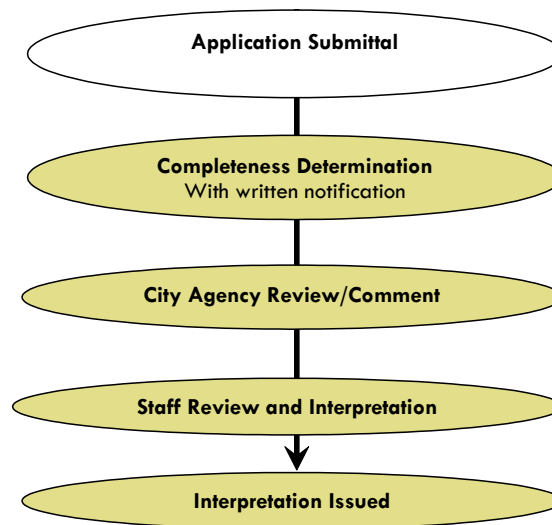 Application Submittal
Completeness Determination
With written notification
City Agency Review/Comment
Staff Review and Interpretation
Interpretation Issued